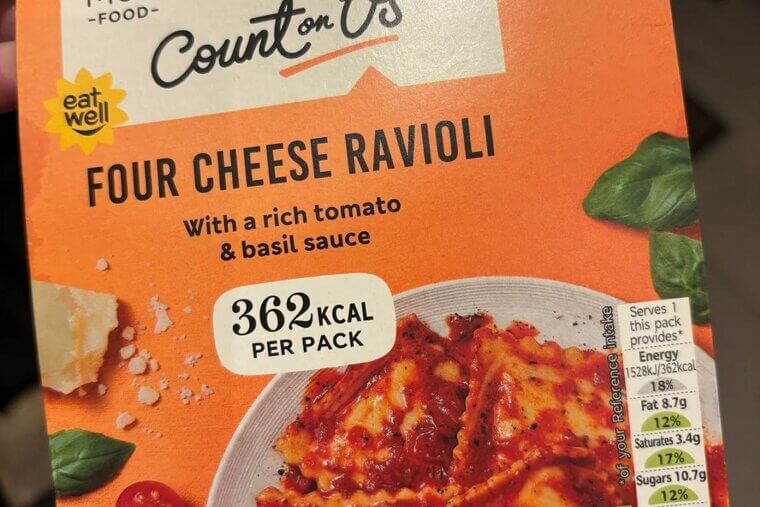 -FOOD-
Count on Us
eat
well
FOUR CHEESE RAVIOLI
With a rich tomato
& basil sauce
362 KCAL
PER PACK
*of your Reference intake
Serves 1
this pack
provides*
Energy
1528kJ/362kcal
18%
Fat 8.7g
12%
Saturates 3.4g
17%
Sugars 10.7g
12%